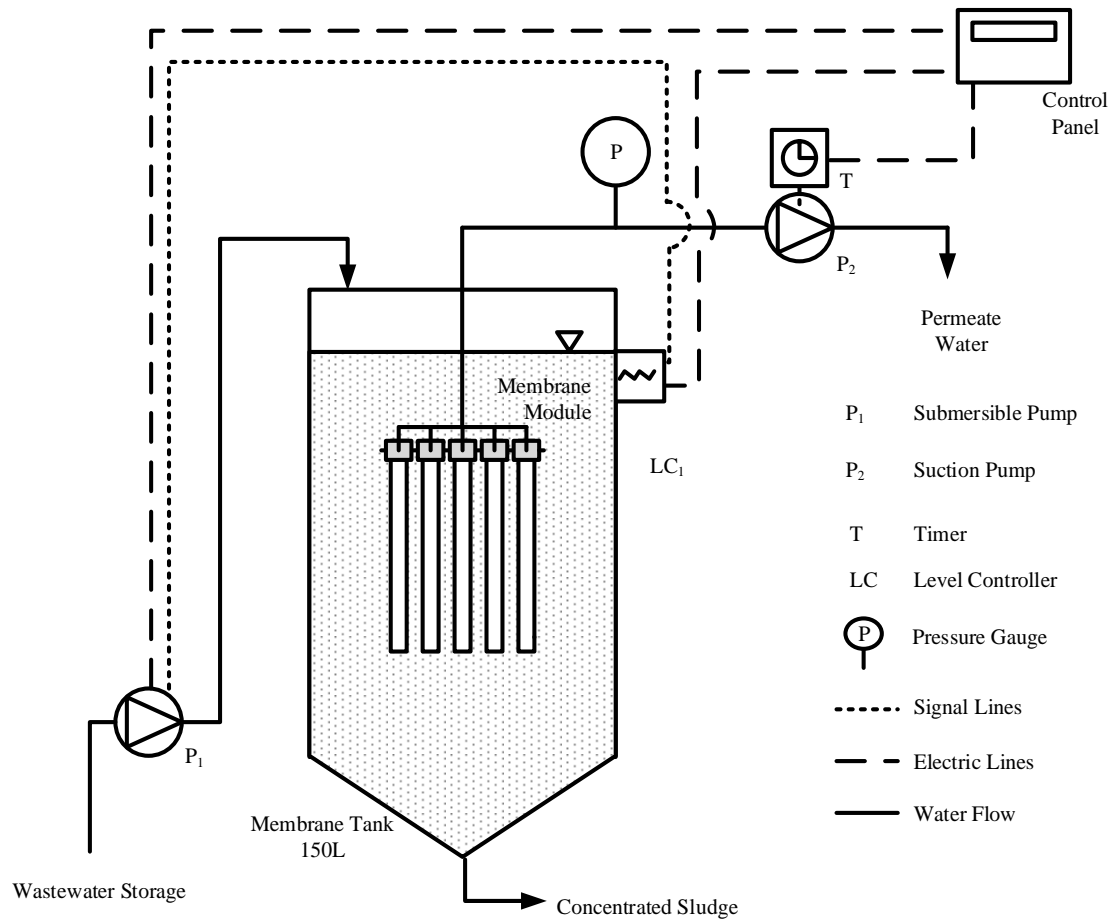 Control
Panel
P
T
P₂
Permeate
Water
Membrane
Module
LC₁
P₁ Submersible Pump
P₂ Suction Pump
T Timer
LC Level Controller
P Pressure Gauge
Signal Lines
Electric Lines
Water Flow
P₁
Membrane Tank
150L
Wastewater Storage
Concentrated Sludge